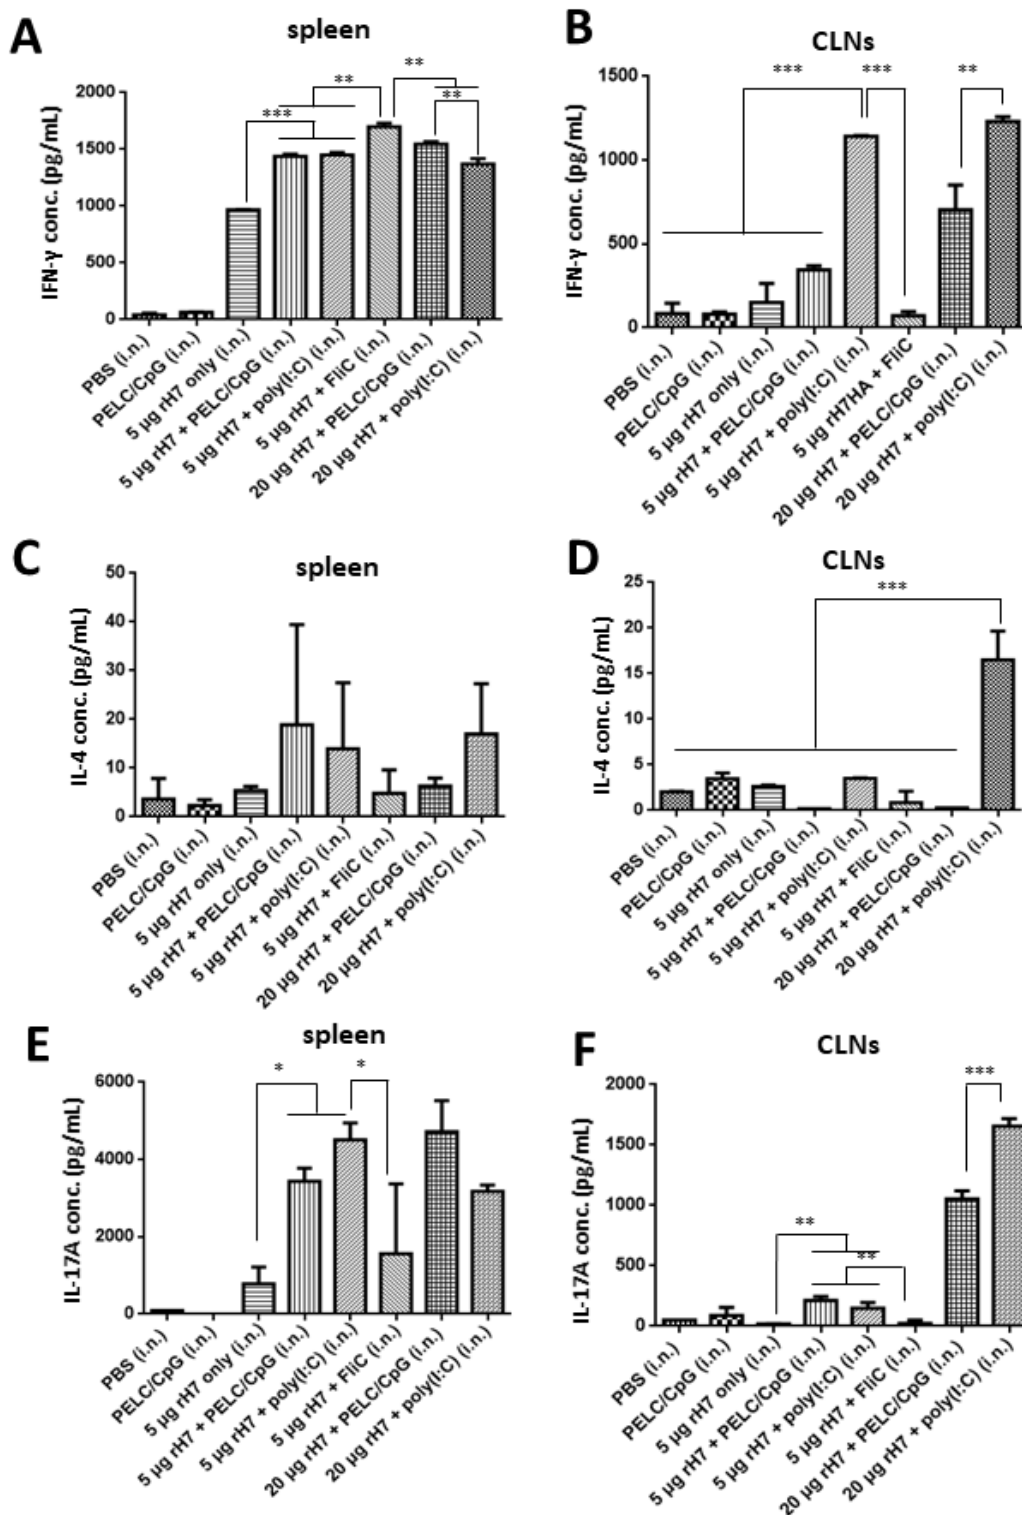 A
spleen
IFN-γ conc. (pg/mL)
2000
1500
1000
500
0
***
**
**
**
PBS (i.n.)
PELC/CpG (i.n.)
5 µg rH7 only (i.n.)
5 µg rH7 + PELC/CpG (i.n.)
5 µg rH7 + poly(I:C) (i.n.)
5 µg rH7 + FliC (i.n.)
20 µg rH7 + PELC/CpG (i.n.)
20 µg rH7 + poly(I:C) (i.n.)
B
CLNs
IFN-γ conc. (pg/mL)
1500
1000
500
0
***
***
**
PBS (i.n.)
PELC/CpG (i.n.)
5 µg rH7 only (i.n.)
5 µg rH7 + PELC/CpG (i.n.)
5 µg rH7 + poly(I:C) (i.n.)
5 µg rH7HA + FliC
20 µg rH7 + PELC/CpG (i.n.)
20 µg rH7 + poly(I:C) (i.n.)
C
spleen
IL-4 conc. (pg/mL)
50
40
30
20
10
0
PBS (i.n.)
PELC/CpG (i.n.)
5 µg rH7 only (i.n.)
5 µg rH7 + PELC/CpG (i.n.)
5 µg rH7 + poly(I:C) (i.n.)
5 µg rH7 + FliC (i.n.)
20 µg rH7 + PELC/CpG (i.n.)
20 µg rH7 + poly(I:C) (i.n.)
D
CLNs
IL-4 conc. (pg/mL)
25
20
15
10
5
0
***
PBS (i.n.)
PELC/CpG (i.n.)
5 µg rH7 only (i.n.)
5 µg rH7 + PELC/CpG (i.n.)
5 µg rH7 + poly(I:C) (i.n.)
5 µg rH7 + FliC (i.n.)
20 µg rH7 + PELC/CpG (i.n.)
20 µg rH7 + poly(I:C) (i.n.)
E
spleen
IL-17A conc. (pg/mL)
6000
4000
2000
0
*
*
PBS (i.n.)
PELC/CpG (i.n.)
5 µg rH7 only (i.n.)
5 µg rH7 + PELC/CpG (i.n.)
5 µg rH7 + poly(I:C) (i.n.)
5 µg rH7 + FliC (i.n.)
20 µg rH7 + PELC/CpG (i.n.)
20 µg rH7 + poly(I:C) (i.n.)
F
CLNs
IL-17A conc. (pg/mL)
2000
1500
1000
500
0
**
**
***
PBS (i.n.)
PELC/CpG (i.n.)
5 µg rH7 only (i.n.)
5 µg rH7 + PELC/CpG (i.n.)
5 µg rH7 + poly(I:C) (i.n.)
5 µg rH7 + FliC (i.n.)
20 µg rH7 + PELC/CpG (i.n.)
20 µg rH7 + poly(I:C) (i.n.)